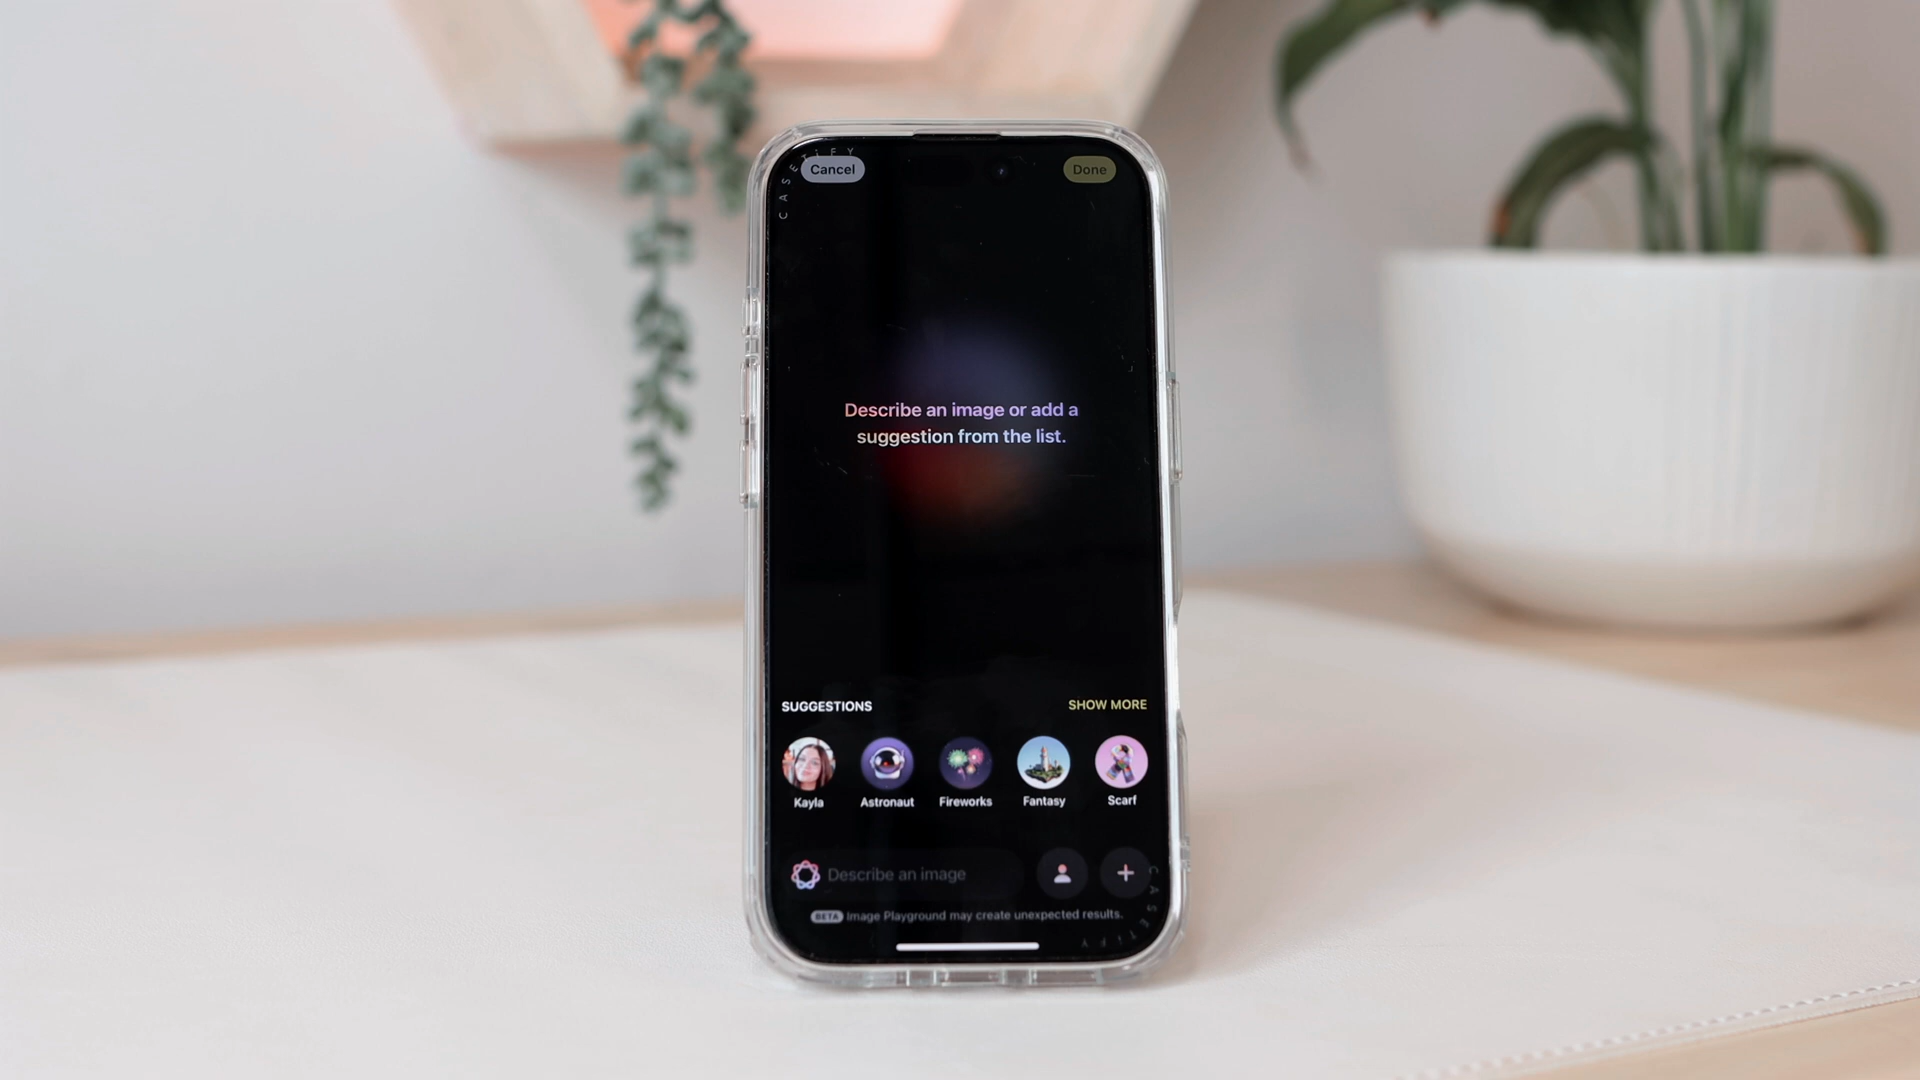 CASETiFY
Cancel
Done
Describe an image or add a
suggestion from the list.
SUGGESTIONS
SHOW MORE
Kayla
Astronaut
Fireworks
Fantasy
Scarf
Describe an image
BETA Image Playground may create unexpected results.
CASETiFY